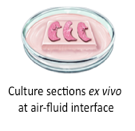 Culture sections ex vivo
at air-fluid interface